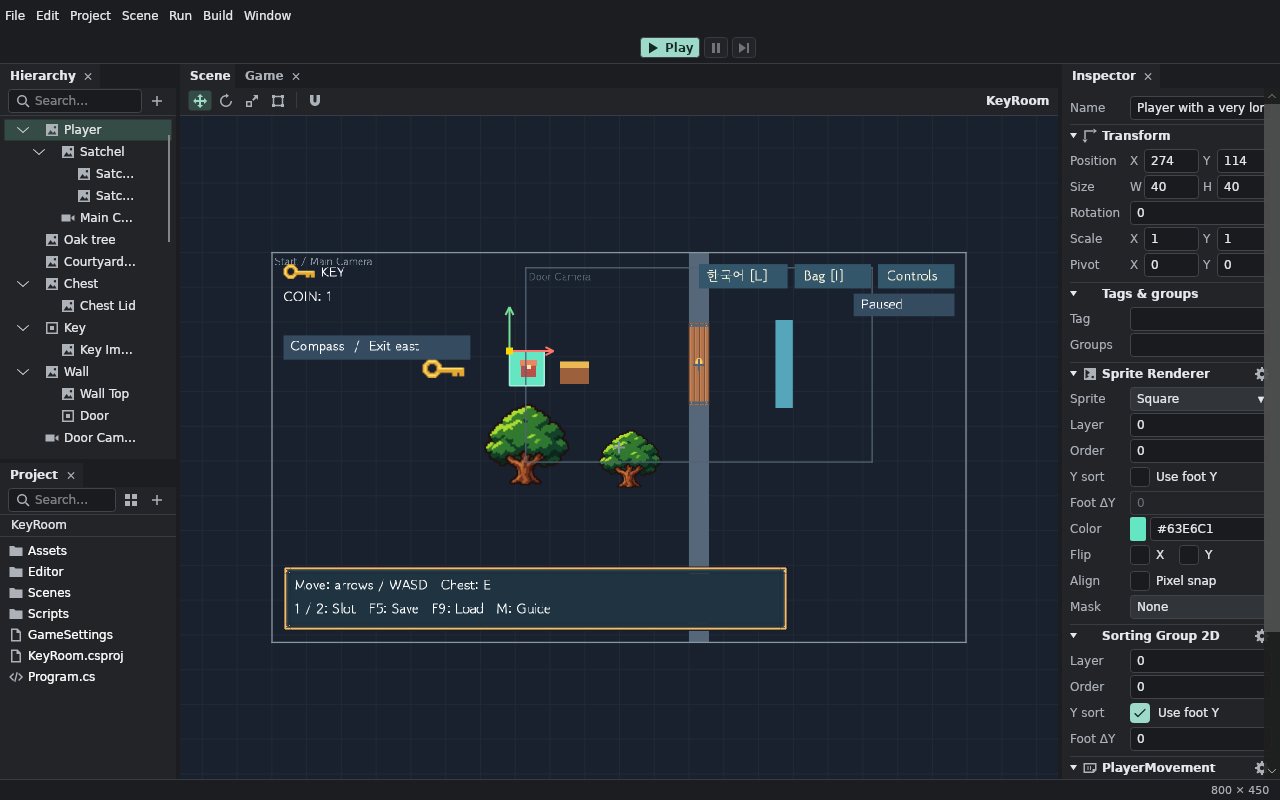 File Edit Project Scene Run Build Window
Play
Hierarchy
Scene Game
Inspector
Search...
KeyRoom
Name Player with a very lor
Player
Satchel
Satc...
Satc...
Main C...
Oak tree
Courtyard...
Chest
Chest Lid
Key
Key Im...
Wall
Wall Top
Door
Door Cam...
Project
Search...
KeyRoom
Assets
Editor
Scenes
Scripts
GameSettings
KeyRoom.csproj
Program.cs
Start / Main Camera
KEY
COIN: 1
Door Camera
한국어 [L]
Bag [I]
Controls
Paused
Compass / Exit east
Move: arrows / WASD Chest: E
1 / 2: Slot F5: Save F9: Load M: Guide
Transform
Position X 274 Y 114
Size W 40 H 40
Rotation 0
Scale X 1 Y 1
Pivot X 0 Y 0
Tags & groups
Tag
Groups
Sprite Renderer
Sprite Square
Layer 0
Order 0
Y sort Use foot Y
Foot ΔY 0
Color #63E6C1
Flip X Y
Align Pixel snap
Mask None
Sorting Group 2D
Layer 0
Order 0
Y sort Use foot Y
Foot ΔY 0
PlayerMovement
800 × 450